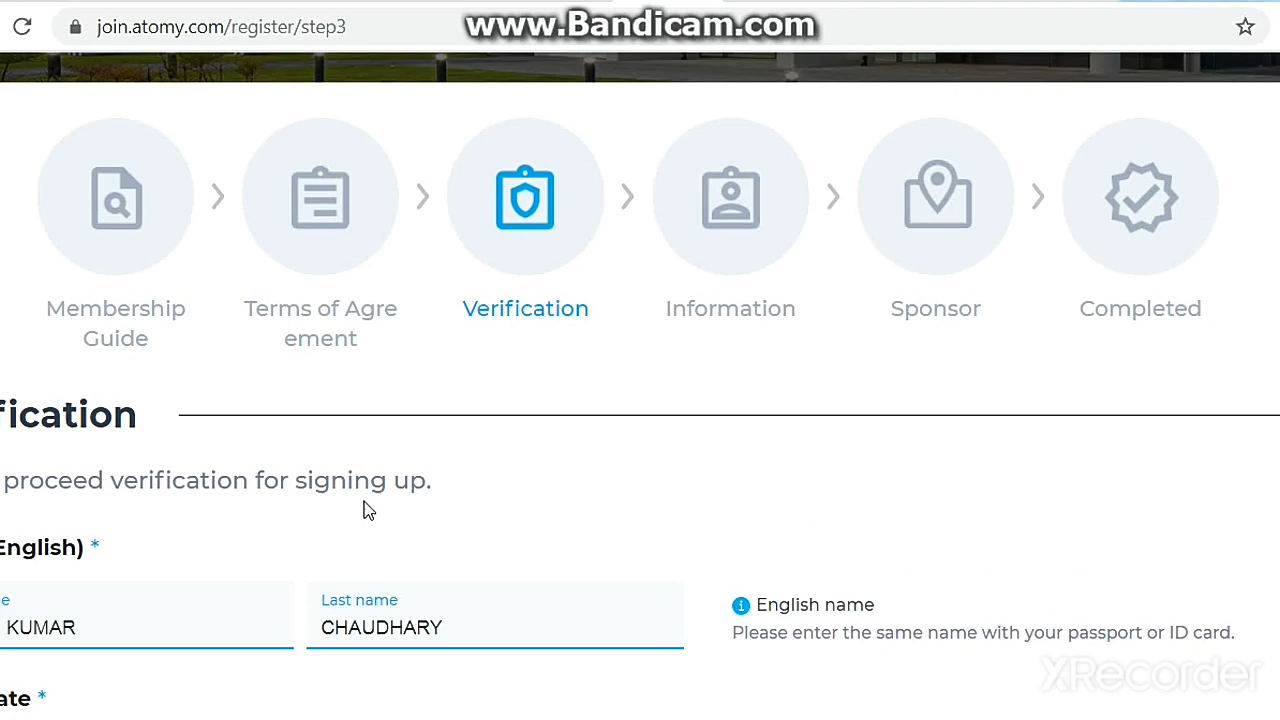 join.atomy.com/register/step3
www.Bandicam.com
Membership
Guide
Terms of Agre
ement
Verification
Information
Sponsor
Completed
fication
proceed verification for signing up.
English) *
e
KUMAR
Last name
CHAUDHARY
English name
Please enter the same name with your passport or ID card.
ate *
XRecorder